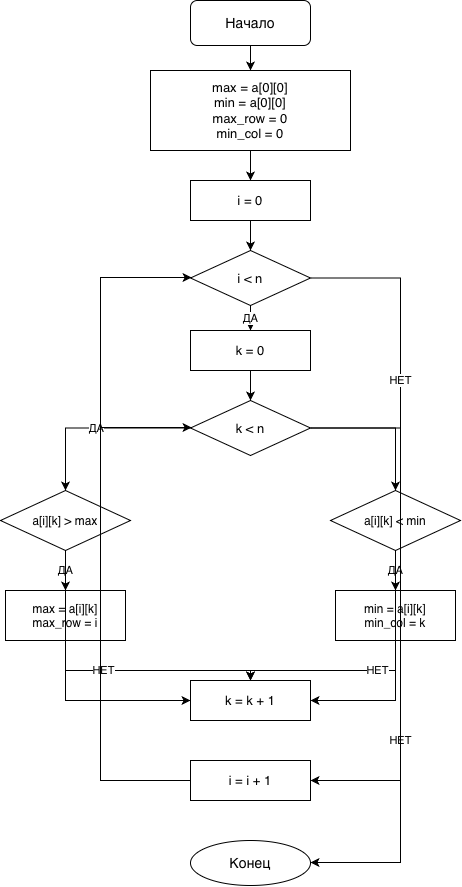 Начало
max = a[0][0]
min = a[0][0]
max_row = 0
min_col = 0
i = 0
i < n
ДА
k = 0
НЕТ
ДА
k < n
a[i][k] > max
a[i][k] < min
ДА
ДА
max = a[i][k]
max_row = i
min = a[i][k]
min_col = k
НЕТ
НЕТ
k = k + 1
НЕТ
i = i + 1
Конец